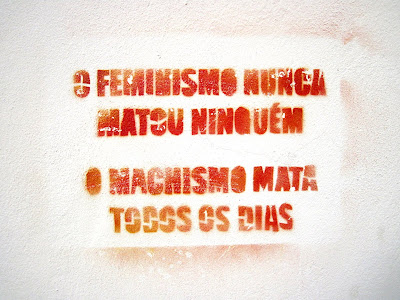 O FEMINISMO NUNCA
MATOU NINGUÉM
O MACHISMO MATA
TODOS OS DIAS